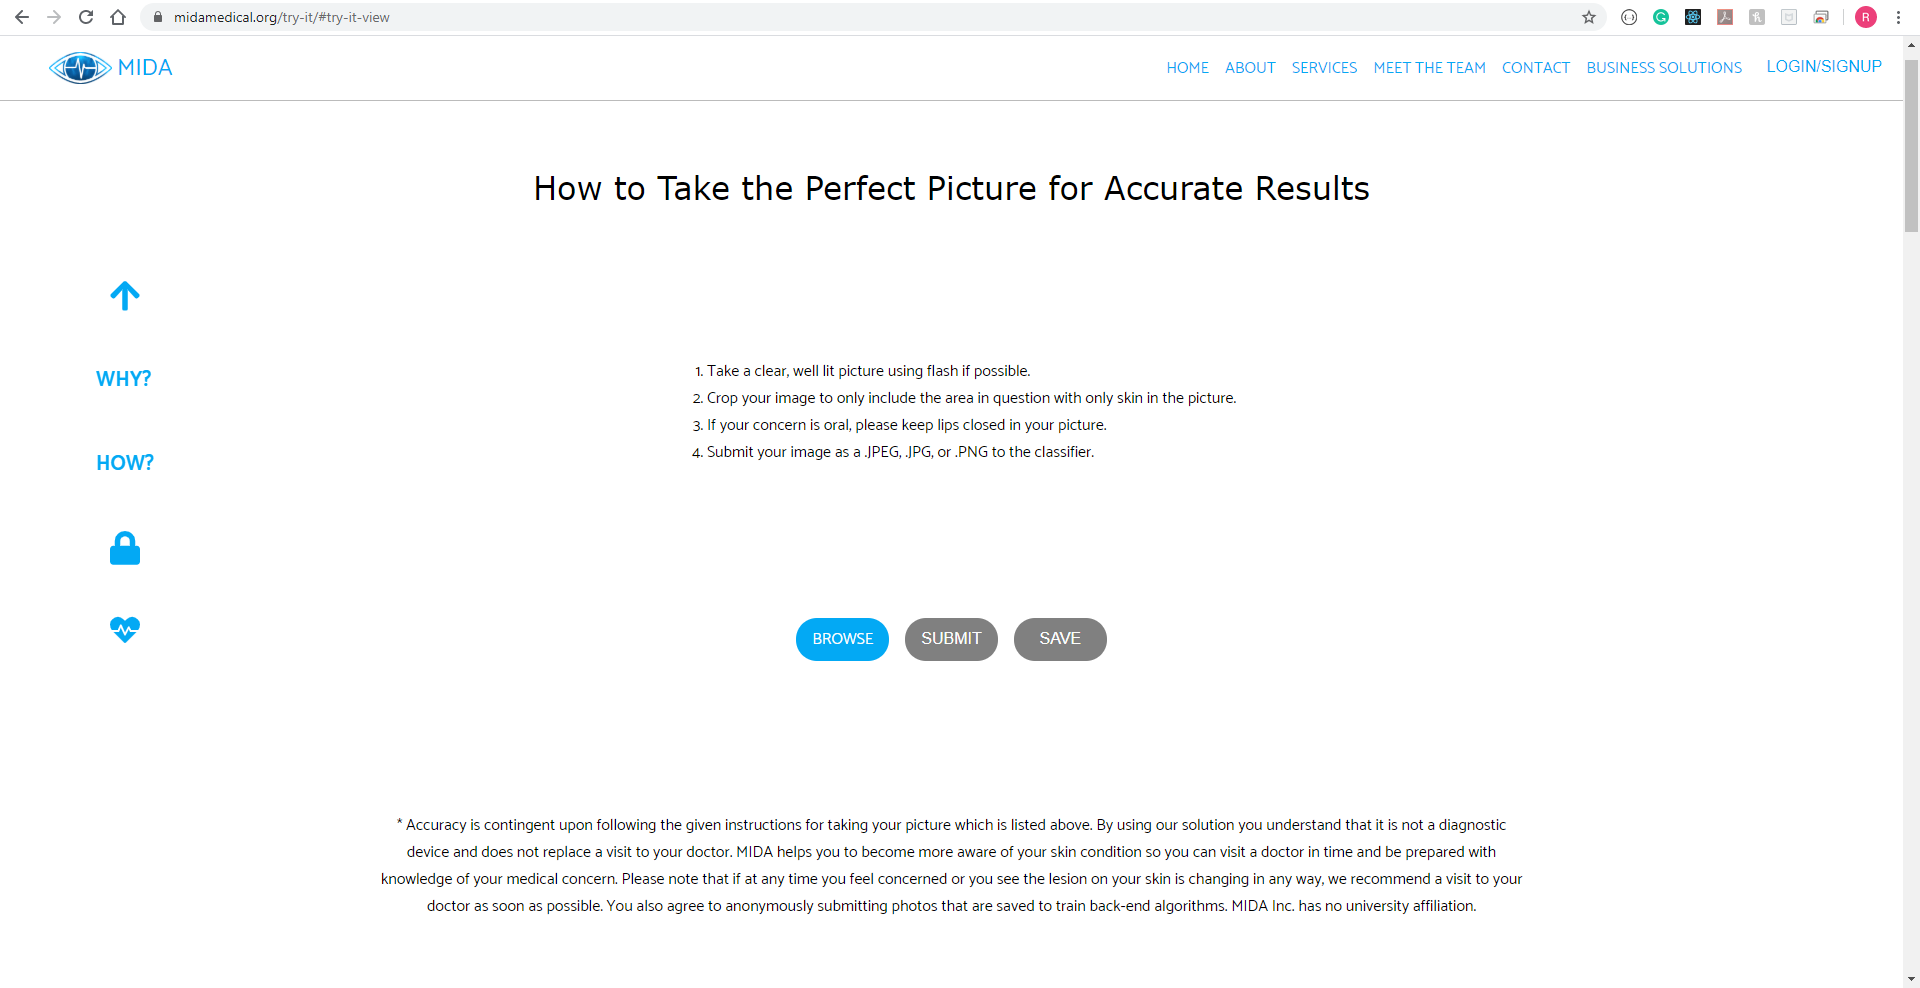 midamedical.org/try-it/#try-it-view
R
MIDA
HOME ABOUT SERVICES MEET THE TEAM CONTACT BUSINESS SOLUTIONS LOGIN/SIGNUP
How to Take the Perfect Picture for Accurate Results
WHY?
HOW?
1. Take a clear, well lit picture using flash if possible.
2. Crop your image to only include the area in question with only skin in the picture.
3. If your concern is oral, please keep lips closed in your picture.
4. Submit your image as a .JPEG, .JPG, or .PNG to the classifier.
BROWSE SUBMIT SAVE
* Accuracy is contingent upon following the given instructions for taking your picture which is listed above. By using our solution you understand that it is not a diagnostic
device and does not replace a visit to your doctor. MIDA helps you to become more aware of your skin condition so you can visit a doctor in time and be prepared with
knowledge of your medical concern. Please note that if at any time you feel concerned or you see the lesion on your skin is changing in any way, we recommend a visit to your
doctor as soon as possible. You also agree to anonymously submitting photos that are saved to train back-end algorithms. MIDA Inc. has no university affiliation.